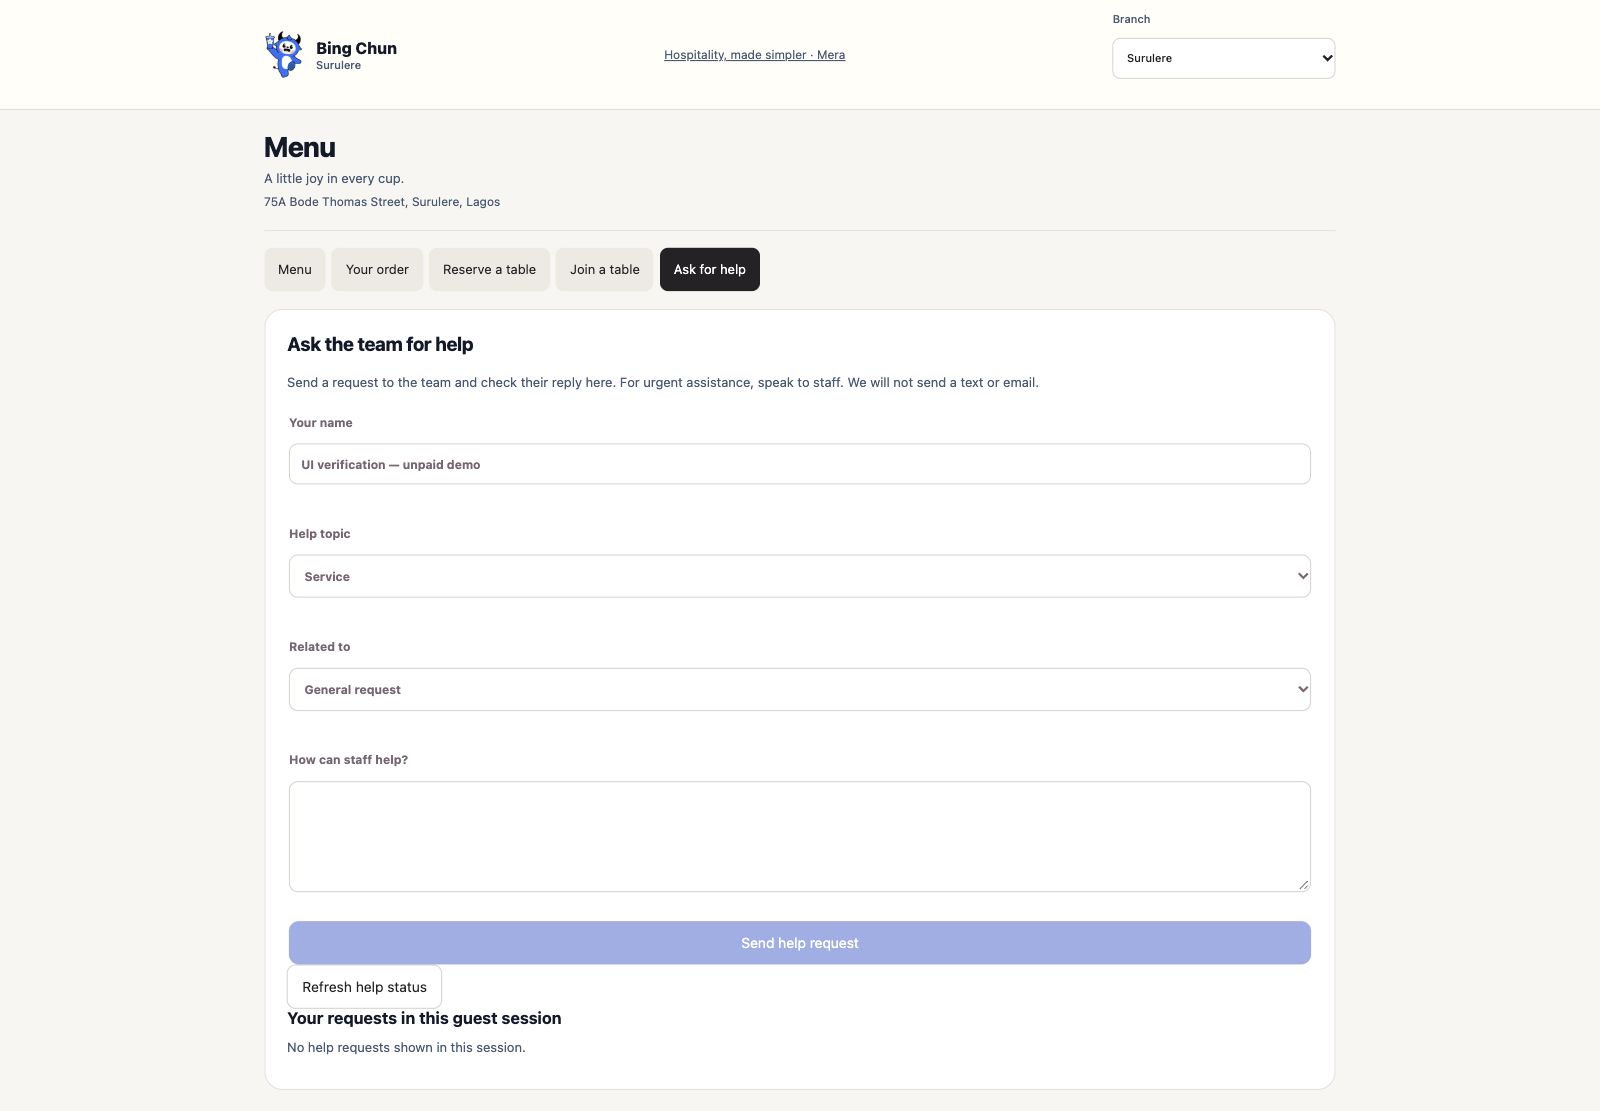 Bing Chun
Surulere
Hospitality, made simpler · Mera
Branch
Surulere
Menu
A little joy in every cup.
75A Bode Thomas Street, Surulere, Lagos
Menu
Your order
Reserve a table
Join a table
Ask for help
Ask the team for help
Send a request to the team and check their reply here. For urgent assistance, speak to staff. We will not send a text or email.
Your name
UI verification — unpaid demo
Help topic
Service
Related to
General request
How can staff help?
Send help request
Refresh help status
Your requests in this guest session
No help requests shown in this session.